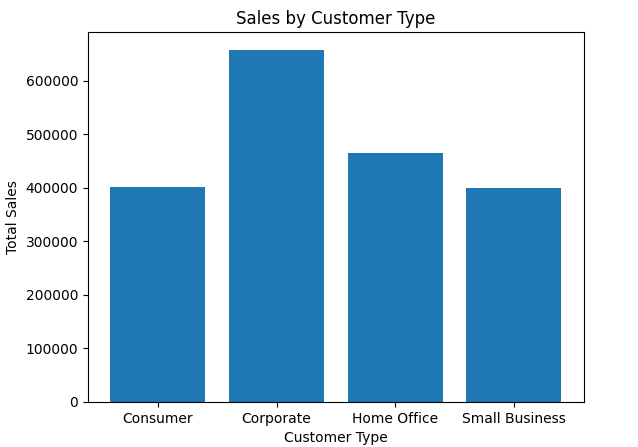 Sales by Customer Type
Total Sales
600000
500000
400000
300000
200000
100000
0
Consumer
Corporate
Home Office
Small Business
Customer Type